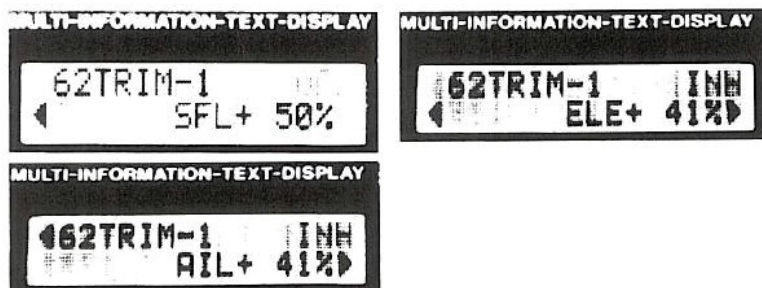 MULTI-INFORMATION-TEXT-DISPLAY
62TRIM-1
◀ SFL+ 50%
MULTI-INFORMATION-TEXT-DISPLAY
62TRIM-1 INH
◀ ELE+ 41%▶
MULTI-INFORMATION-TEXT-DISPLAY
◀62TRIM-1 INH
AIL+ 41%▶